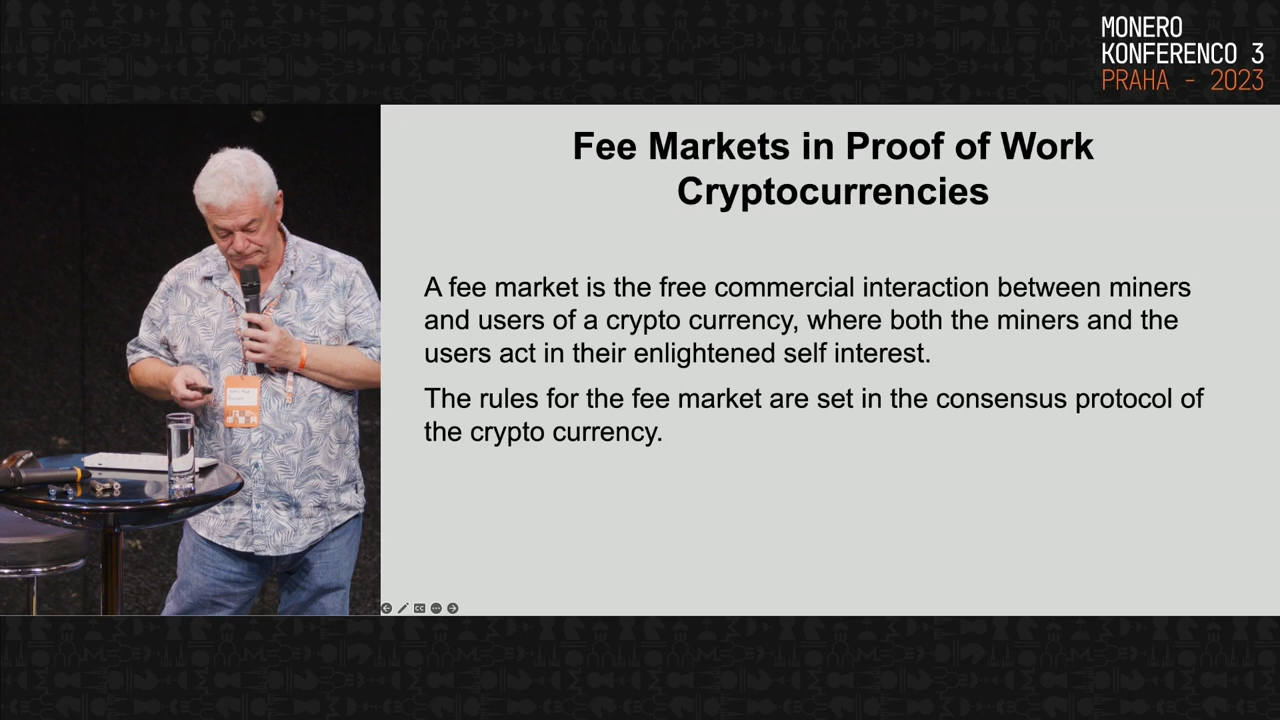 MONERO
KONFERENCO 3
PRAHA - 2023
Fee Markets in Proof of Work
Cryptocurrencies
A fee market is the free commercial interaction between miners
and users of a crypto currency, where both the miners and the
users act in their enlightened self interest.
The rules for the fee market are set in the consensus protocol of
the crypto currency.